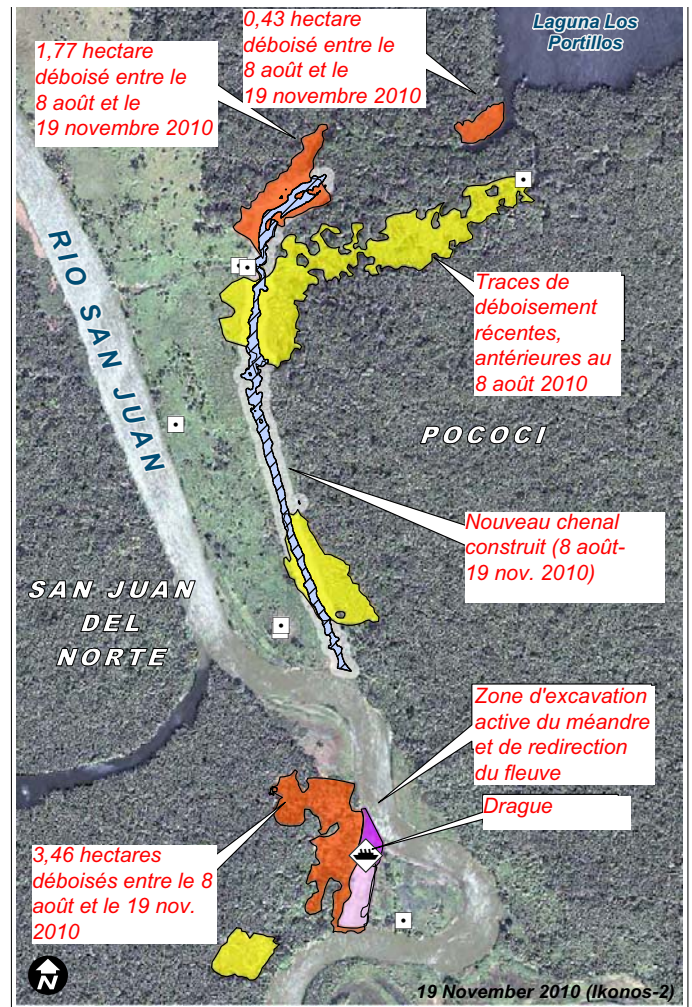 1,77 hectare
déboisé entre le
8 août et le
19 novembre 2010
0,43 hectare
déboisé entre le
8 août et le
19 novembre 2010
Laguna Los
Portillos
RIO SAN JUAN
Traces de
déboisement
récentes,
antérieures au
8 août 2010
POCOCI
Nouveau chenal
construit (8 août-
19 nov. 2010)
SAN JUAN
DEL
NORTE
Zone d'excavation
active du méandre
et de redirection
du fleuve
Drague
3,46 hectares
déboisés entre le 8
août et le 19 nov.
2010
N
19 November 2010 (Ikonos-2)